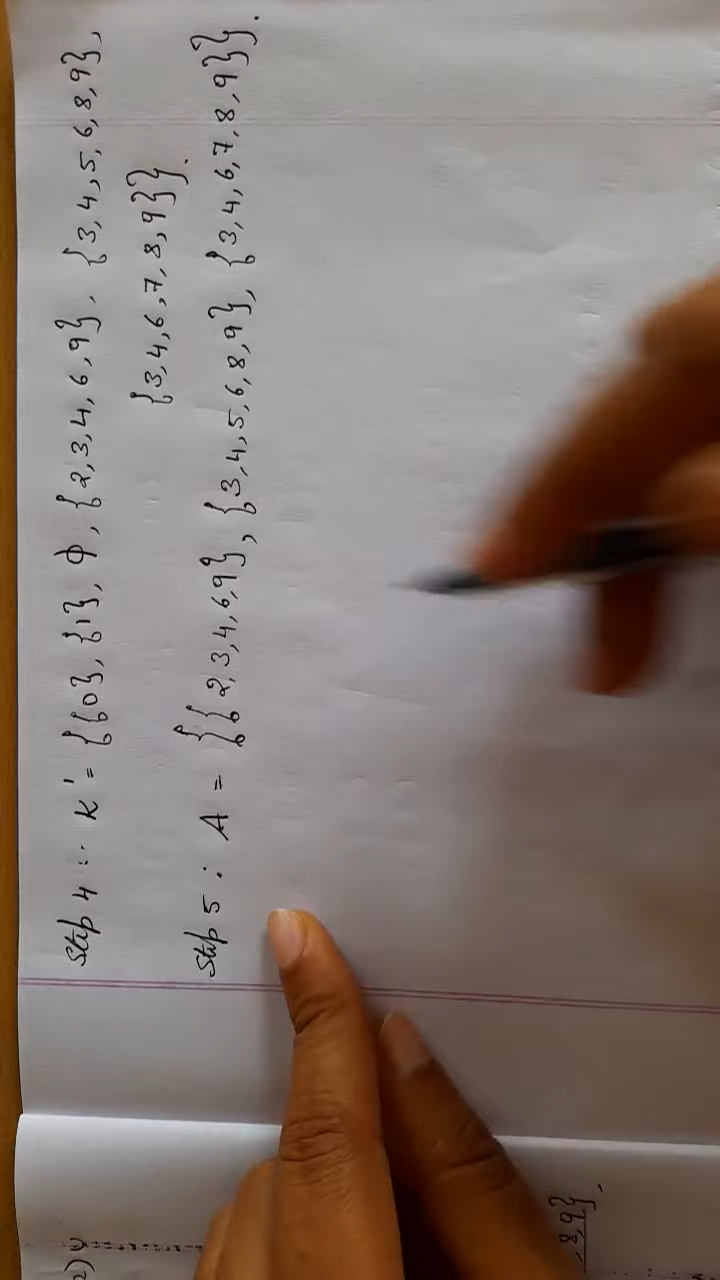 Step 4 : K' = {{0}, {1}, ϕ, {2,3,4,6,9}, {3,4,5,6,8,9},
{3,4,6,7,8,9}}.
Step 5 : A = {{2,3,4,6,9}, {3,4,5,6,8,9}, {3,4,6,7,8,9}}.
,8,9},